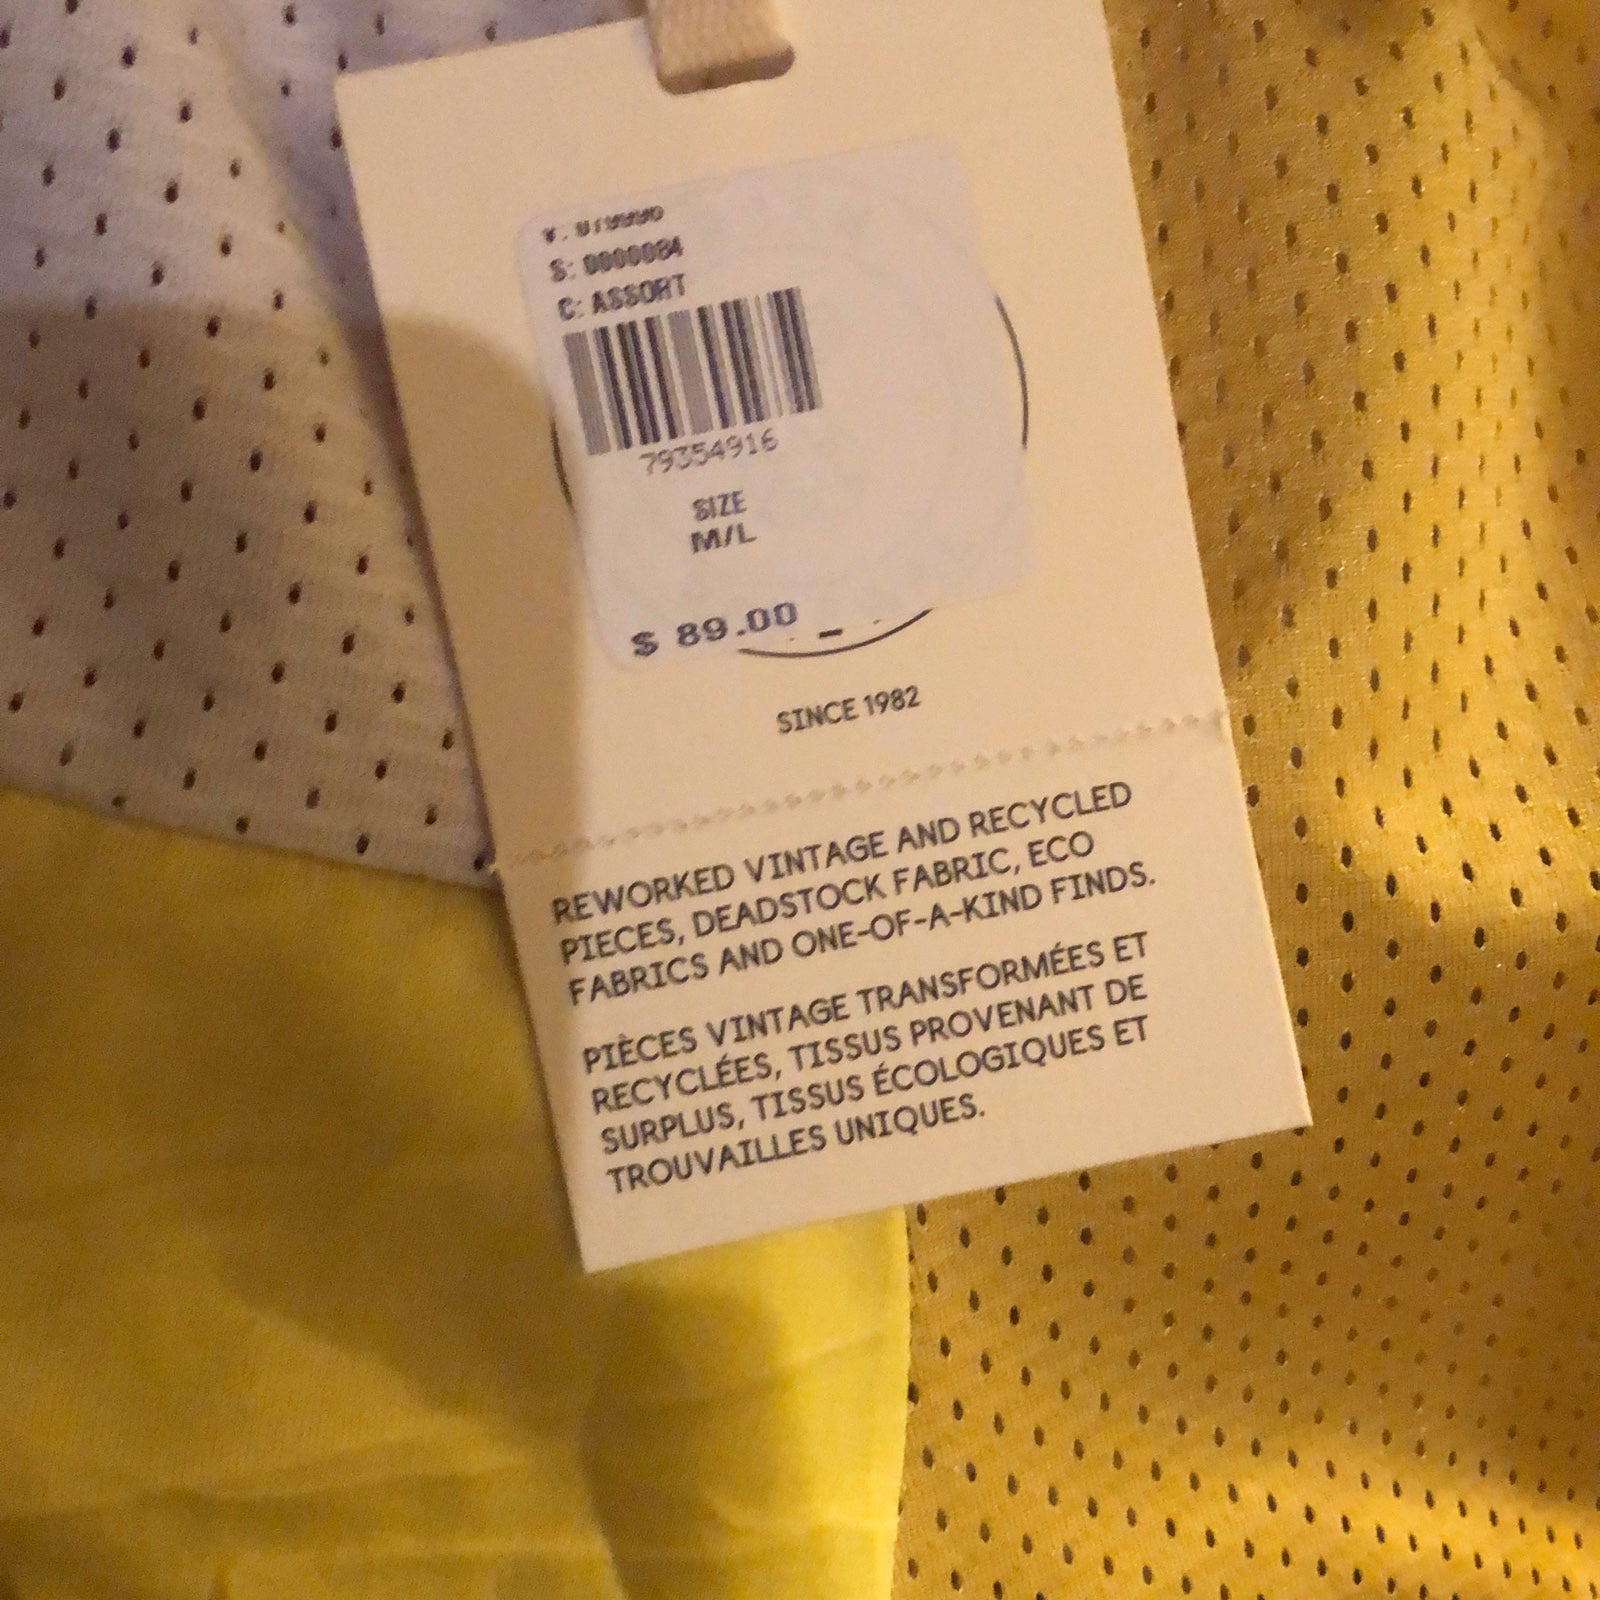 S: 0000084
C: ASSORT
79354916
SIZE
M/L
$ 89.00
SINCE 1982
REWORKED VINTAGE AND RECYCLED
PIECES, DEADSTOCK FABRIC, ECO
FABRICS AND ONE-OF-A-KIND FINDS.
PIÈCES VINTAGE TRANSFORMÉES ET
RECYCLÉES, TISSUS PROVENANT DE
SURPLUS, TISSUS ÉCOLOGIQUES ET
TROUVAILLES UNIQUES.